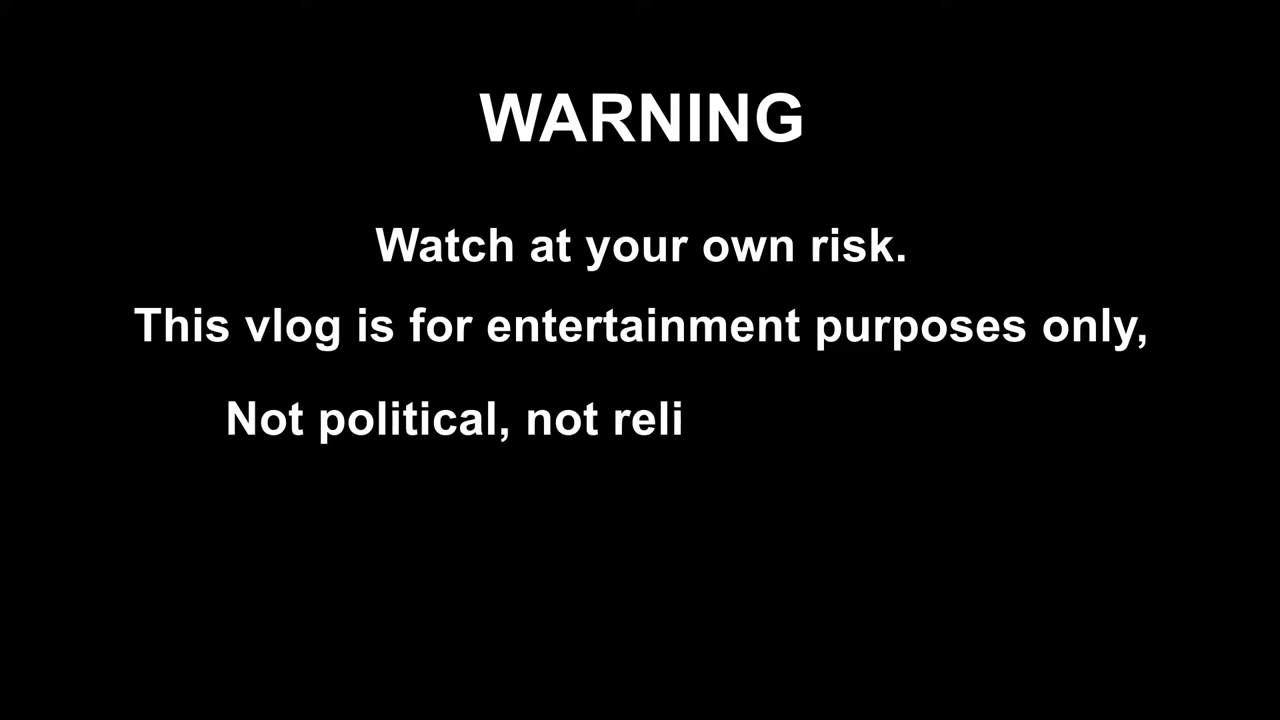 WARNING
Watch at your own risk.
This vlog is for entertainment purposes only,
Not political, not reli